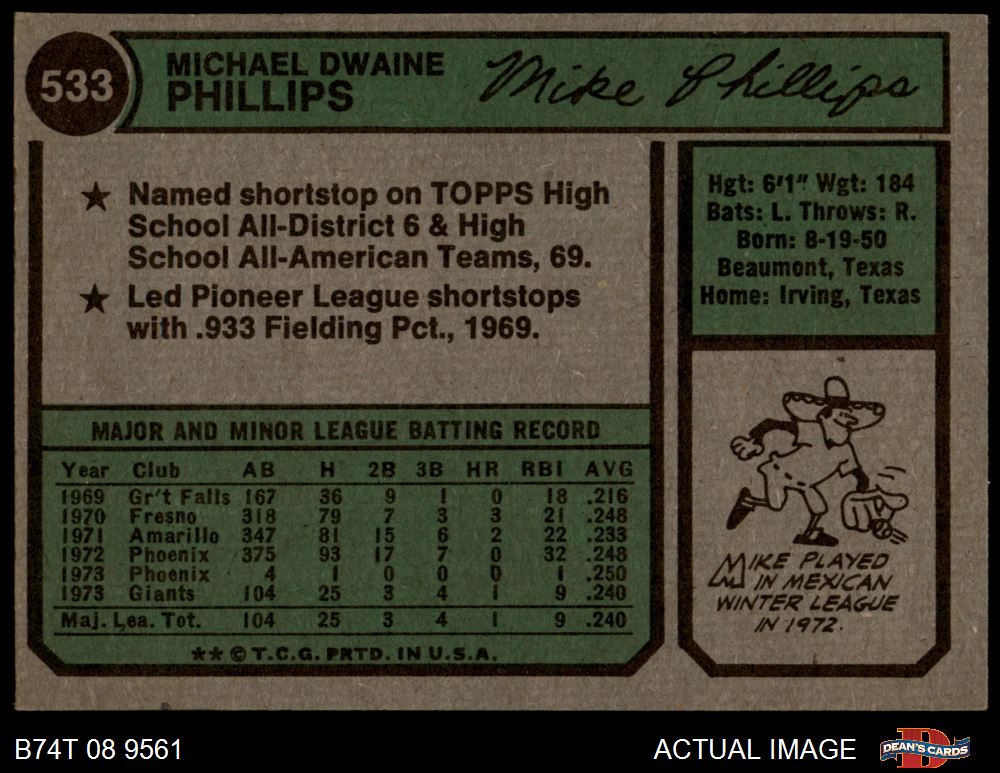 533
MICHAEL DWAINE
PHILLIPS
Mike Phillips
★ Named shortstop on TOPPS High
School All-District 6 & High
School All-American Teams, 69.
★ Led Pioneer League shortstops
with .933 Fielding Pct., 1969.
Hgt: 6'1" Wgt: 184
Bats: L. Throws: R.
Born: 8-19-50
Beaumont, Texas
Home: Irving, Texas
MAJOR AND MINOR LEAGUE BATTING RECORD
Year Club AB H 2B 3B HR RBI AVG
1969 Gr't Falls 167 36 9 1 0 18 .216
1970 Fresno 318 79 7 3 3 21 .248
1971 Amarillo 347 81 15 6 2 22 .233
1972 Phoenix 375 93 17 7 0 32 .248
1973 Phoenix 4 1 0 0 0 1 .250
1973 Giants 104 25 3 4 1 9 .240
Maj. Lea. Tot. 104 25 3 4 1 9 .240
★★ © T.C.G. PRTD. IN U.S.A.
MIKE PLAYED
IN MEXICAN
WINTER LEAGUE
IN 1972.
B74T 08 9561
ACTUAL IMAGE
DEAN'S CARDS